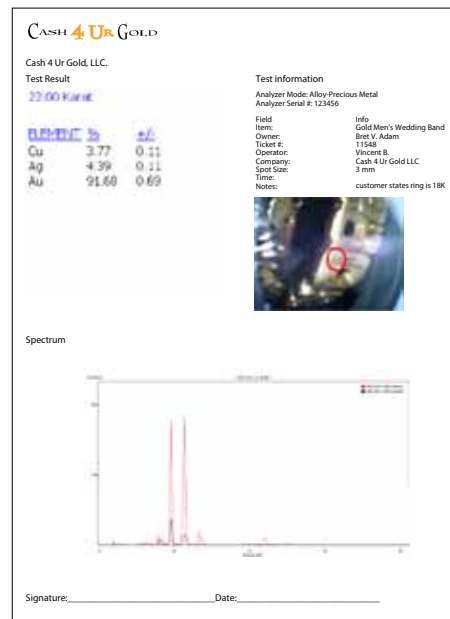 CASH 4 UR GOLD
Cash 4 Ur Gold, LLC.
Test Result
22.00 Karat
ELEMENT % +/-
Cu 3.77 0.11
Ag 4.39 0.11
Au 91.68 0.69
Test information
Analyzer Mode: Alloy-Precious Metal
Analyzer Serial #: 123456
Field Info
Item: Gold Men's Wedding Band
Owner: Bret V. Adam
Ticket #: 11548
Operator: Vincent B.
Company: Cash 4 Ur Gold LLC
Spot Size: 3 mm
Time:
Notes: customer states ring is 18K
Spectrum
Signature: Date: